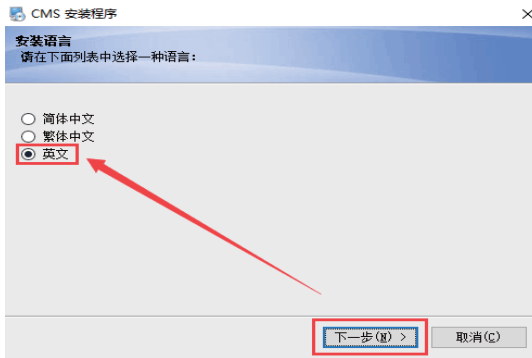 CMS 安装程序
安装语言
请在下面列表中选择一种语言：
简体中文
繁体中文
英文
下一步(N) >
取消(C)